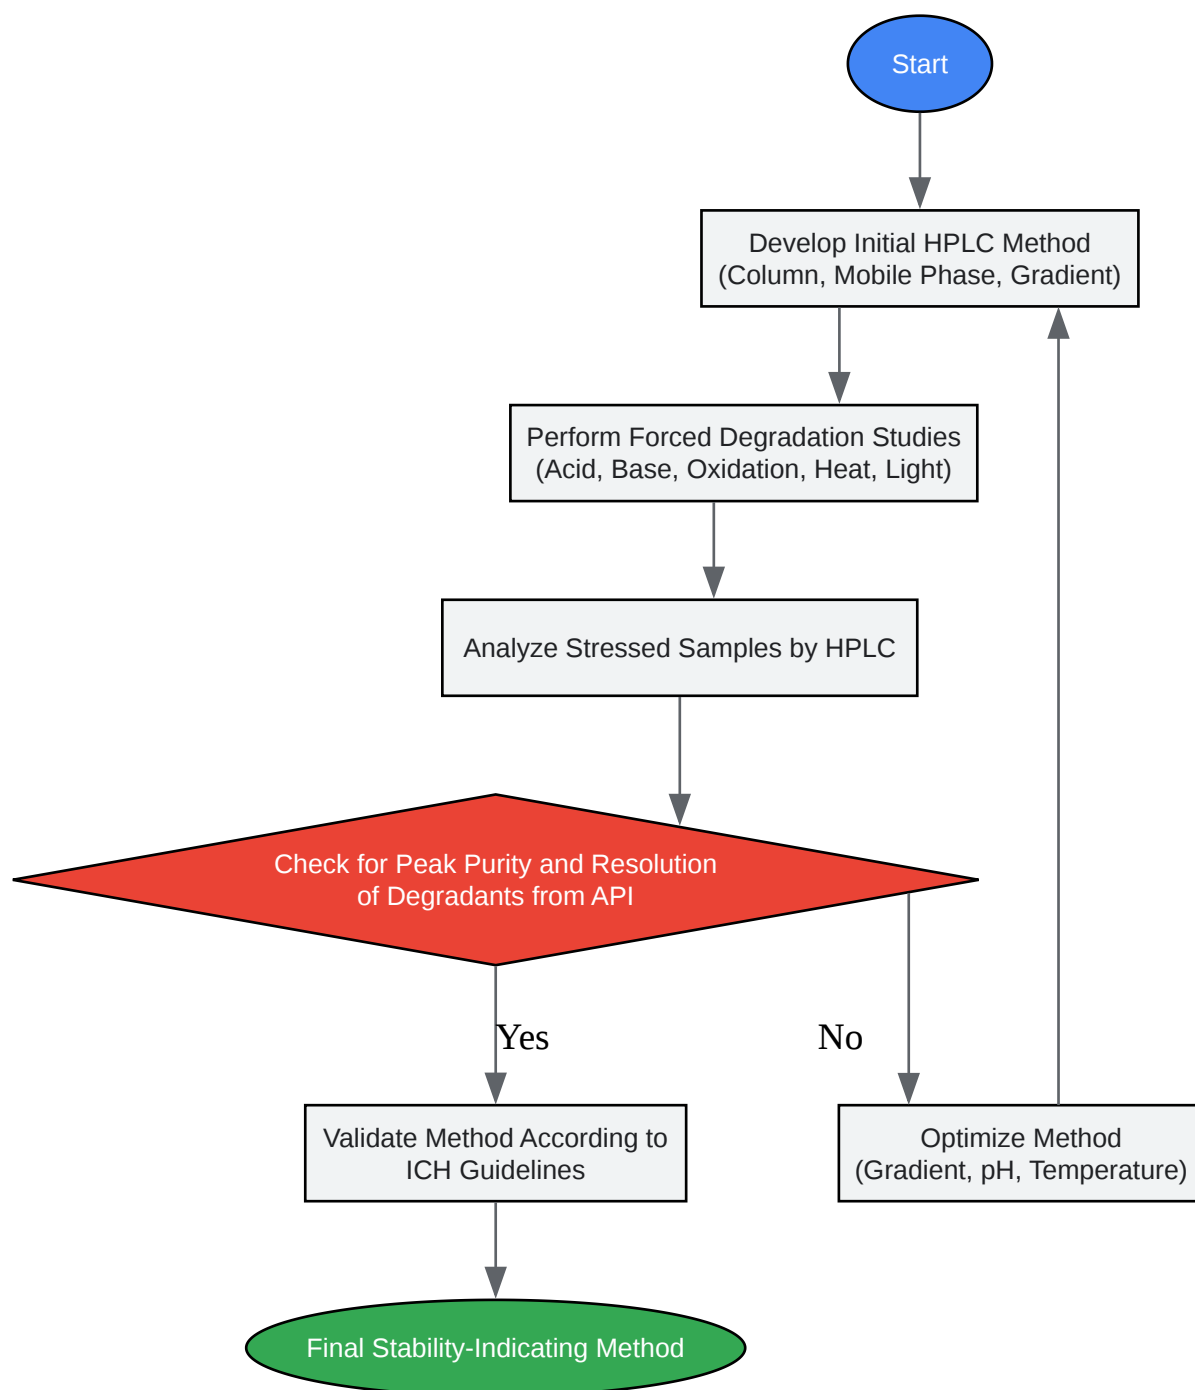 Start
Develop Initial HPLC Method
(Column, Mobile Phase, Gradient)
Perform Forced Degradation Studies
(Acid, Base, Oxidation, Heat, Light)
Analyze Stressed Samples by HPLC
Check for Peak Purity and Resolution
of Degradants from API
Yes
No
Validate Method According to
ICH Guidelines
Optimize Method
(Gradient, pH, Temperature)
Final Stability-Indicating Method